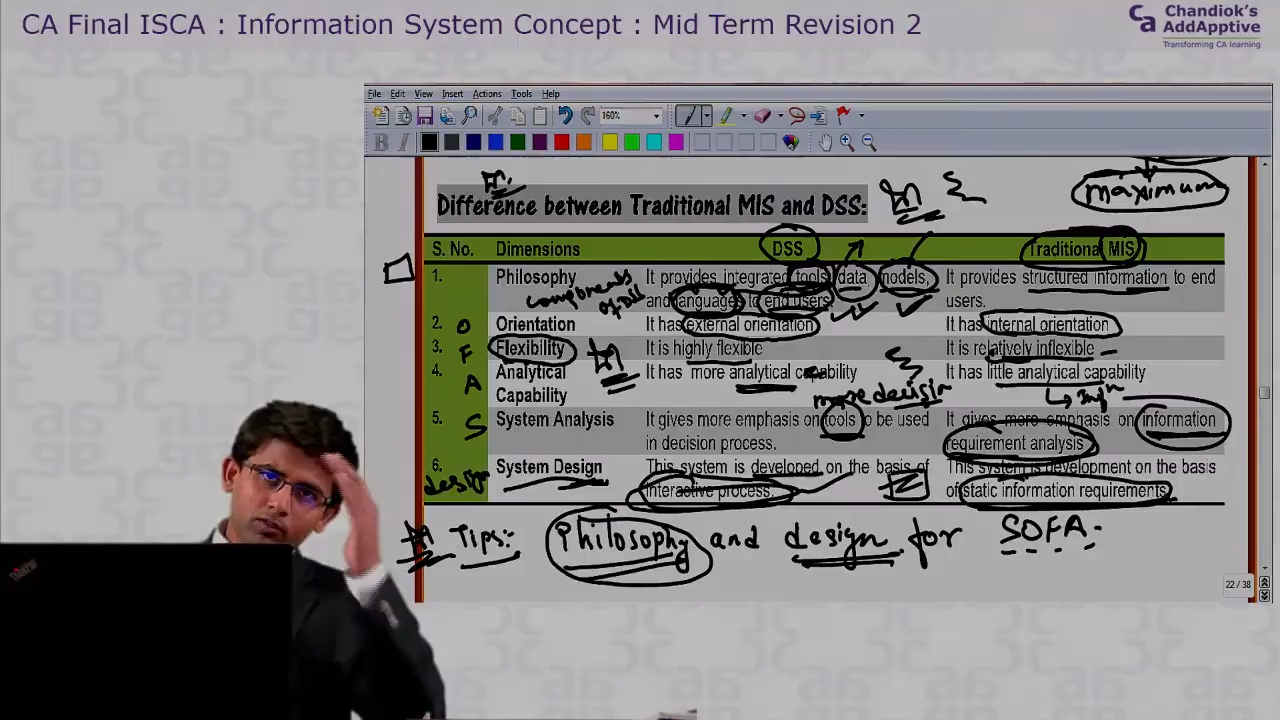 CA Final ISCA : Information System Concept : Mid Term Revision 2
Chandiok's
AddApptive
Transforming CA learning
File Edit View Insert Actions Tools Help
160%
B I
maximum
Difference between Traditional MIS and DSS:
S. No. Dimensions DSS Traditional MIS
1. Philosophy It provides integrated tools, data models, It provides structured information to end
components and languages to end users. users.
of DSS
2. O Orientation It has external orientation It has internal orientation
3. F Flexibility It is highly flexible It is relatively inflexible
4. A Analytical It has more analytical capability It has little analytical capability
Capability more decision
5. S System Analysis It gives more emphasis on tools to be used It gives more emphasis on information
in decision process. requirement analysis
6. System Design This system is developed on the basis of This system is development on the basis
design interactive process. of static information requirements
Tips: Philosophy and design for SOFA.
22 / 38
ThinkPad